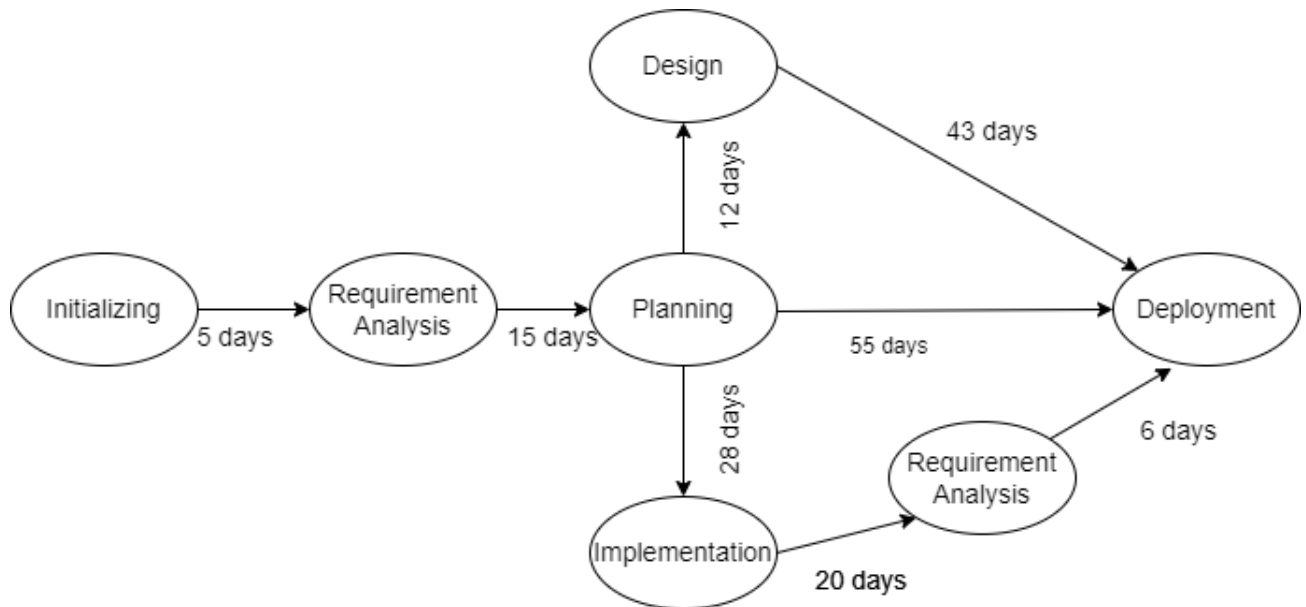 Design
43 days
12 days
Initializing
5 days
Requirement
Analysis
15 days
Planning
55 days
Deployment
28 days
6 days
Requirement
Analysis
Implementation
20 days